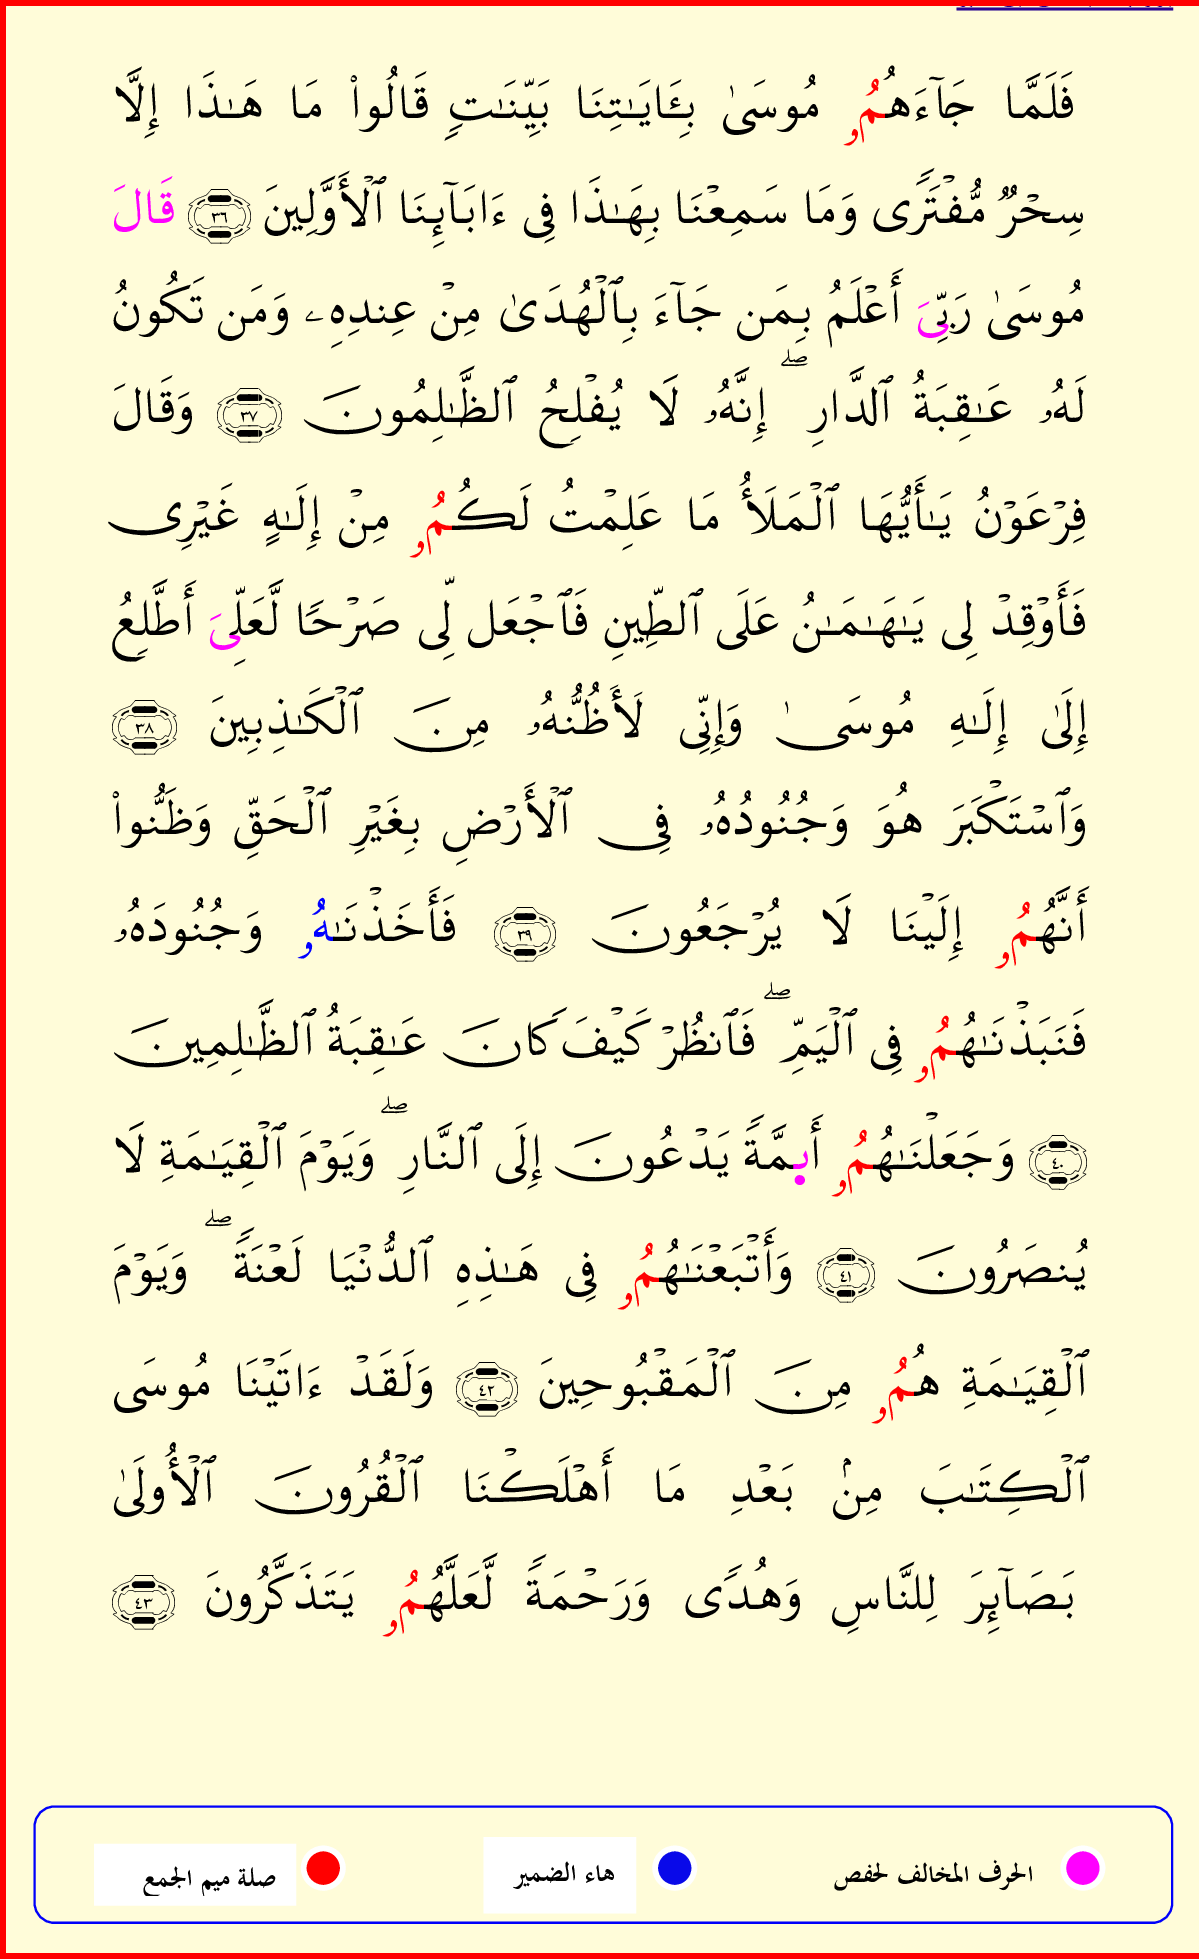 فَلَمَّا جَآءَهُمُۥ مُوسَىٰ بِـَٔايَـٰتِنَا بَيِّنَـٰتٍ قَالُوا۟ مَا هَـٰذَا إِلَّا
سِحْرٌ مُّفْتَرًى وَمَا سَمِعْنَا بِهَـٰذَا فِى ءَابَآئِنَا ٱلْأَوَّلِينَ ٣٦ قَالَ
مُوسَىٰ رَبِّىَ أَعْلَمُ بِمَن جَآءَ بِٱلْهُدَىٰ مِنْ عِندِهِۦ وَمَن تَكُونُ
لَهُۥ عَـٰقِبَةُ ٱلدَّارِ ۖ إِنَّهُۥ لَا يُفْلِحُ ٱلظَّـٰلِمُونَ ٣٧ وَقَالَ
فِرْعَوْنُ يَـٰٓأَيُّهَا ٱلْمَلَأُ مَا عَلِمْتُ لَكُمُۥ مِنْ إِلَـٰهٍ غَيْرِى
فَأَوْقِدْ لِى يَـٰهَـٰمَـٰنُ عَلَى ٱلطِّينِ فَٱجْعَل لِّى صَرْحًا لَّعَلِّىَ أَطَّلِعُ
إِلَىٰ إِلَـٰهِ مُوسَىٰ وَإِنِّى لَأَظُنُّهُۥ مِنَ ٱلْكَـٰذِبِينَ ٣٨
وَٱسْتَكْبَرَ هُوَ وَجُنُودُهُۥ فِى ٱلْأَرْضِ بِغَيْرِ ٱلْحَقِّ وَظَنُّوا۟
أَنَّهُمُۥ إِلَيْنَا لَا يُرْجَعُونَ ٣٩ فَأَخَذْنَـٰهُۥ وَجُنُودَهُۥ
فَنَبَذْنَـٰهُمُۥ فِى ٱلْيَمِّ ۖ فَٱنظُرْ كَيْفَ كَانَ عَـٰقِبَةُ ٱلظَّـٰلِمِينَ
٤٠ وَجَعَلْنَـٰهُمُۥ أَىِٕمَّةً يَدْعُونَ إِلَى ٱلنَّارِ ۖ وَيَوْمَ ٱلْقِيَـٰمَةِ لَا
يُنصَرُونَ ٤١ وَأَتْبَعْنَـٰهُمُۥ فِى هَـٰذِهِ ٱلدُّنْيَا لَعْنَةً ۖ وَيَوْمَ
ٱلْقِيَـٰمَةِ هُمُۥ مِنَ ٱلْمَقْبُوحِينَ ٤٢ وَلَقَدْ ءَاتَيْنَا مُوسَى
ٱلْكِتَـٰبَ مِنۢ بَعْدِ مَا أَهْلَكْنَا ٱلْقُرُونَ ٱلْأُولَىٰ
بَصَآئِرَ لِلنَّاسِ وَهُدًى وَرَحْمَةً لَّعَلَّهُمُۥ يَتَذَكَّرُونَ ٤٣
الحرف المخالف لحفص هاء الضمير صلة ميم الجمع